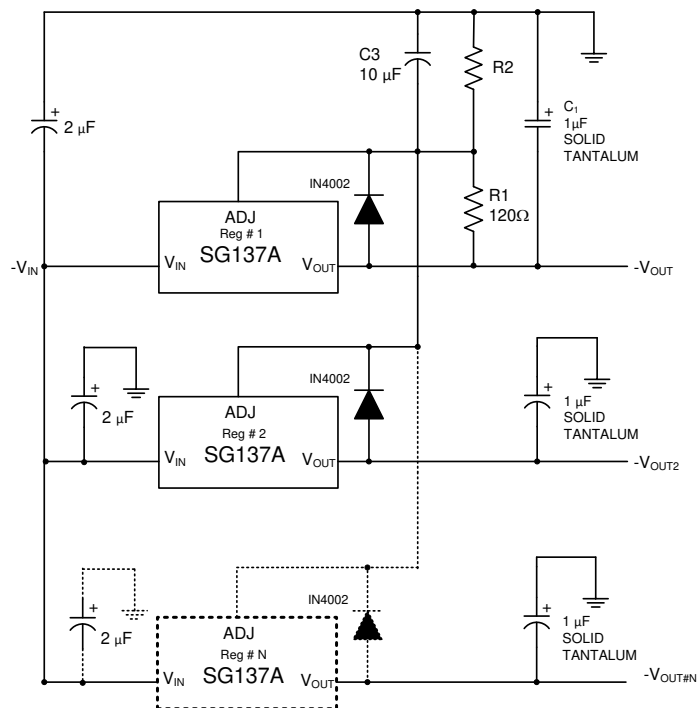 C3
10 µF
R2
C₁
1µF
SOLID
TANTALUM
+
+
2 µF
IN4002
R1
120Ω
ADJ
Reg # 1
SG137A
-VIN
VIN
VOUT
-VOUT
IN4002
+
2 µF
ADJ
Reg # 2
SG137A
VIN
VOUT
+
1 µF
SOLID
TANTALUM
-VOUT2
IN4002
+
2 µF
ADJ
Reg # N
SG137A
VIN
VOUT
+
1 µF
SOLID
TANTALUM
-VOUT#N